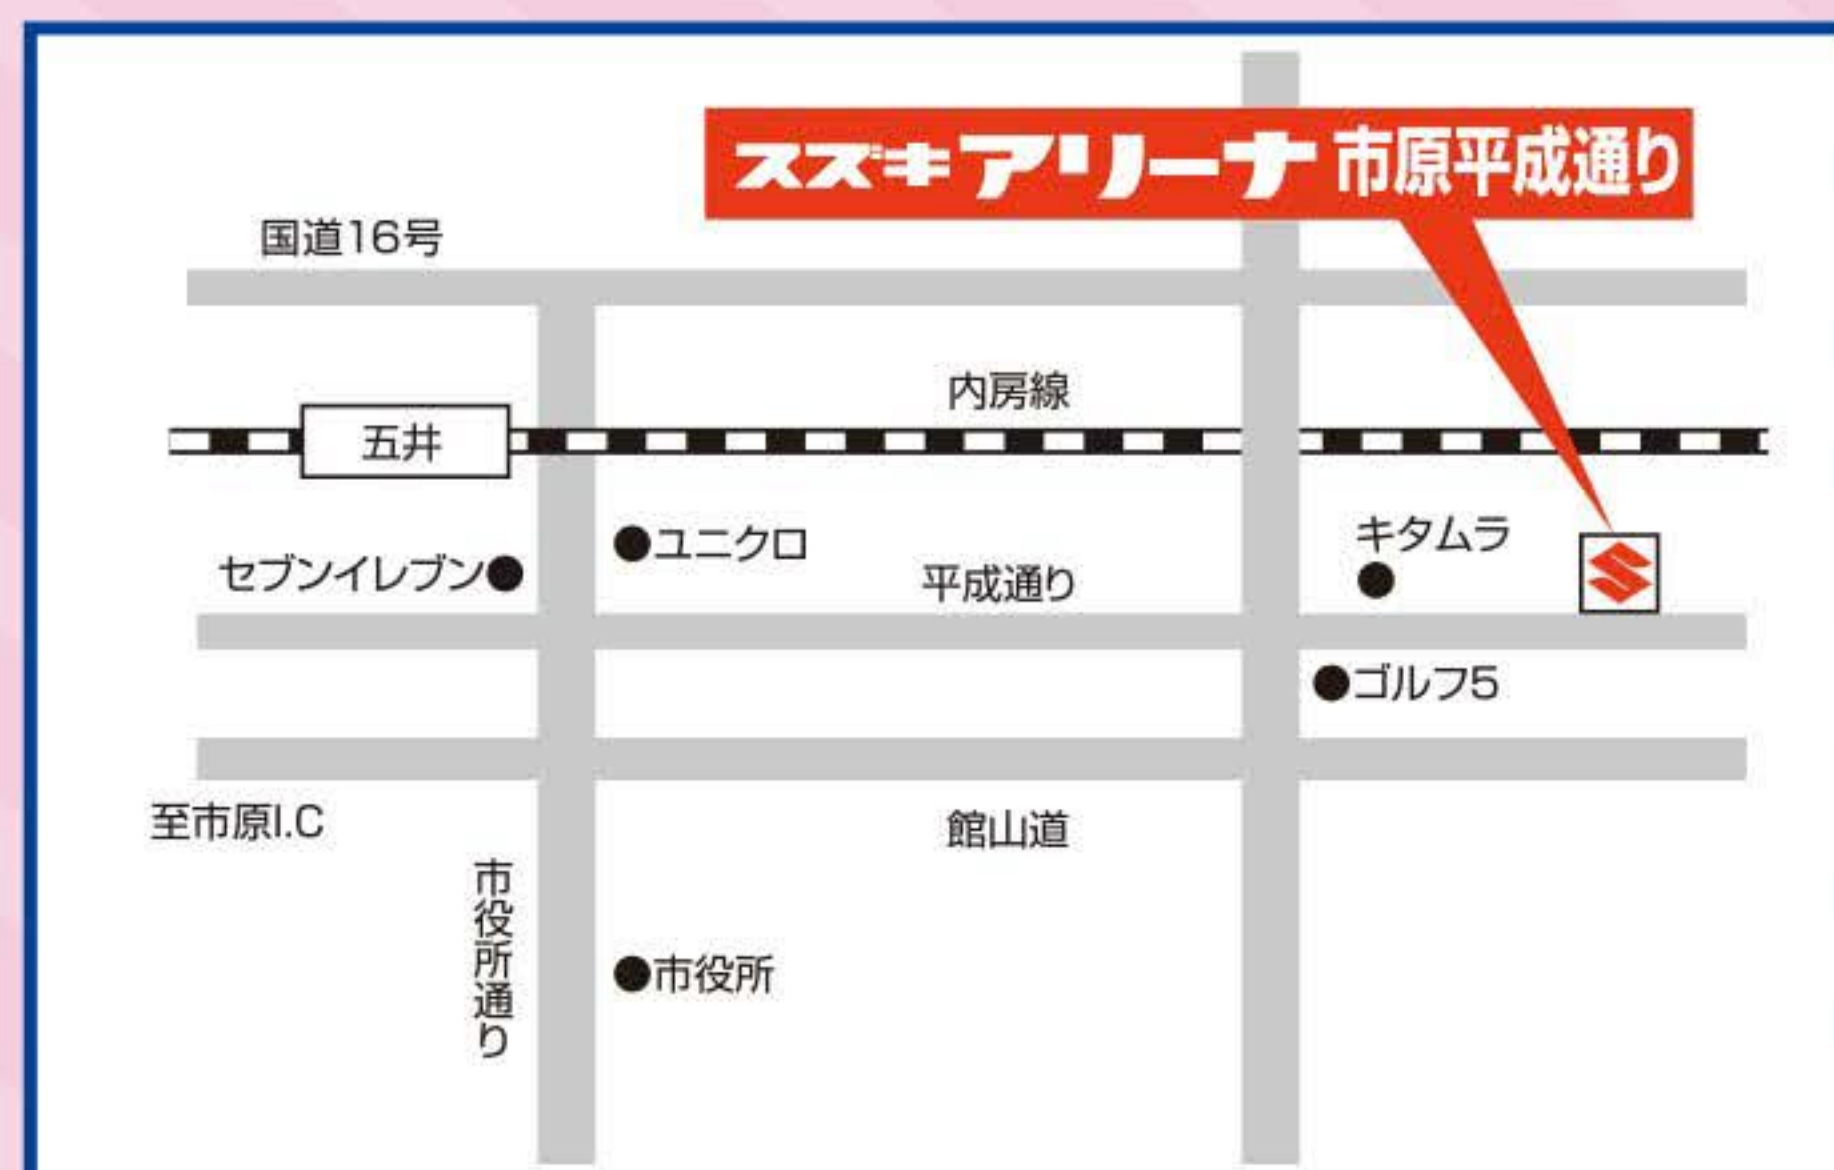 スズキアリーナ 市原平成通り
国道16号
内房線
五井
キタムラ
ユニクロ
セブンイレブン
平成通り
ゴルフ5
至市原I.C
館山道
市役所通り
市役所